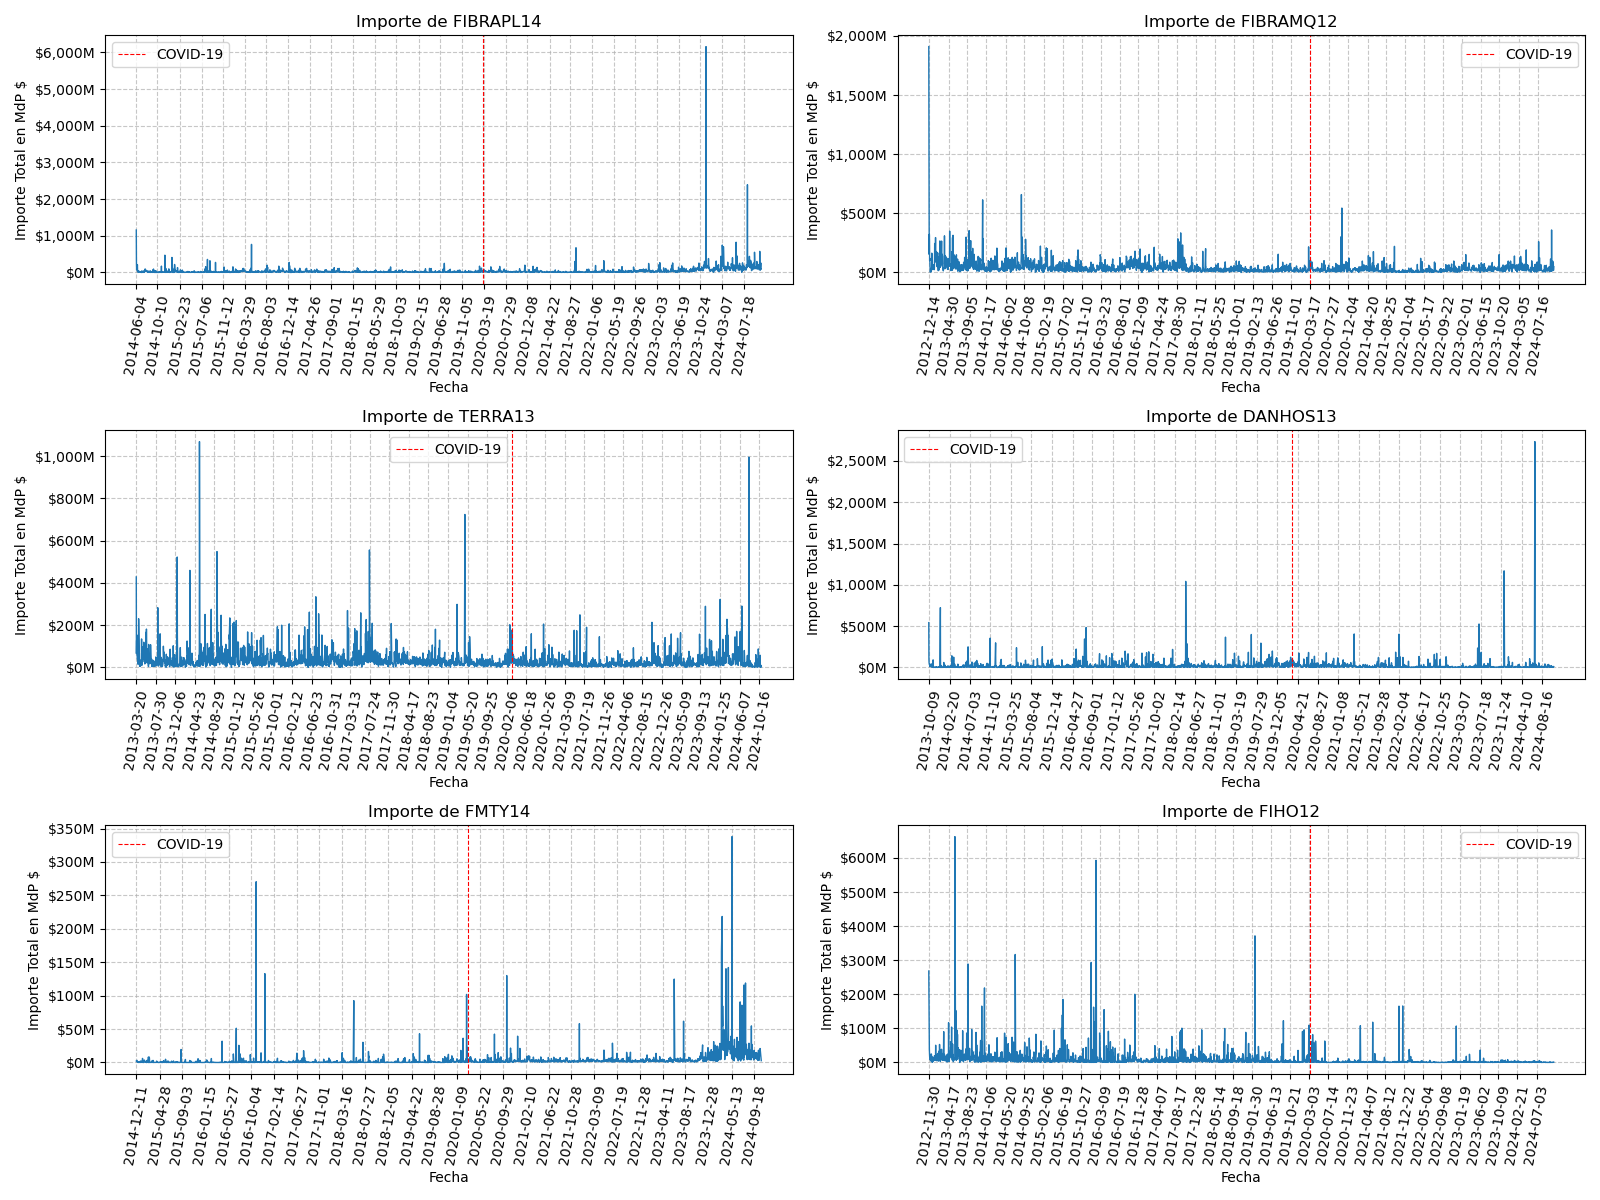 Importe de FIBRAPL14
COVID-19
Importe Total en MdP $
$6,000M
$5,000M
$4,000M
$3,000M
$2,000M
$1,000M
$0M
2014-06-04
2014-10-10
2015-02-23
2015-07-06
2015-11-12
2016-03-29
2016-08-03
2016-12-14
2017-04-26
2017-09-01
2018-01-15
2018-05-29
2018-10-03
2019-02-15
2019-06-28
2019-11-05
2020-03-19
2020-07-29
2020-12-08
2021-04-22
2021-08-27
2022-01-06
2022-05-19
2022-09-26
2023-02-03
2023-06-19
2023-10-24
2024-03-07
2024-07-18
Fecha
Importe de FIBRAMQ12
COVID-19
Importe Total en MdP $
$2,000M
$1,500M
$1,000M
$500M
$0M
2012-12-14
2013-04-30
2013-09-05
2014-01-17
2014-06-02
2014-10-08
2015-02-19
2015-07-02
2015-11-10
2016-03-23
2016-08-01
2016-12-09
2017-04-24
2017-08-30
2018-01-11
2018-05-25
2018-10-01
2019-02-13
2019-06-26
2019-11-01
2020-03-17
2020-07-27
2020-12-04
2021-04-20
2021-08-25
2022-01-04
2022-05-17
2022-09-22
2023-02-01
2023-06-15
2023-10-20
2024-03-05
2024-07-16
Fecha
Importe de TERRA13
COVID-19
Importe Total en MdP $
$1,000M
$800M
$600M
$400M
$200M
$0M
2013-03-20
2013-07-30
2013-12-06
2014-04-23
2014-08-29
2015-01-12
2015-05-26
2015-10-01
2016-02-12
2016-06-23
2016-10-31
2017-03-13
2017-07-24
2017-11-30
2018-04-17
2018-08-23
2019-01-04
2019-05-20
2019-09-25
2020-02-06
2020-06-18
2020-10-26
2021-03-09
2021-07-19
2021-11-26
2022-04-06
2022-08-15
2022-12-26
2023-05-09
2023-09-13
2024-01-25
2024-06-07
2024-10-16
Fecha
Importe de DANHOS13
COVID-19
Importe Total en MdP $
$2,500M
$2,000M
$1,500M
$1,000M
$500M
$0M
2013-10-09
2014-02-20
2014-07-03
2014-11-10
2015-03-25
2015-08-04
2015-12-14
2016-04-27
2016-09-01
2017-01-12
2017-05-26
2017-10-02
2018-02-14
2018-06-27
2018-11-01
2019-03-19
2019-07-29
2019-12-05
2020-04-21
2020-08-27
2021-01-08
2021-05-21
2021-09-28
2022-02-04
2022-06-17
2022-10-25
2023-03-07
2023-07-18
2023-11-24
2024-04-10
2024-08-16
Fecha
Importe de FMTY14
COVID-19
Importe Total en MdP $
$350M
$300M
$250M
$200M
$150M
$100M
$50M
$0M
2014-12-11
2015-04-28
2015-09-03
2016-01-15
2016-05-27
2016-10-04
2017-02-14
2017-06-27
2017-11-01
2018-03-16
2018-07-27
2018-12-05
2019-04-22
2019-08-28
2020-01-09
2020-05-22
2020-09-29
2021-02-10
2021-06-22
2021-10-28
2022-03-09
2022-07-19
2022-11-28
2023-04-11
2023-08-17
2023-12-28
2024-05-13
2024-09-18
Fecha
Importe de FIHO12
COVID-19
Importe Total en MdP $
$600M
$500M
$400M
$300M
$200M
$100M
$0M
2012-11-30
2013-04-17
2013-08-23
2014-01-06
2014-05-20
2014-09-25
2015-02-06
2015-06-19
2015-10-27
2016-03-09
2016-07-19
2016-11-28
2017-04-07
2017-08-17
2017-12-28
2018-05-14
2018-09-18
2019-01-30
2019-06-13
2019-10-21
2020-03-03
2020-07-14
2020-11-23
2021-04-07
2021-08-12
2021-12-22
2022-05-04
2022-09-08
2023-01-19
2023-06-02
2023-10-09
2024-02-21
2024-07-03
Fecha